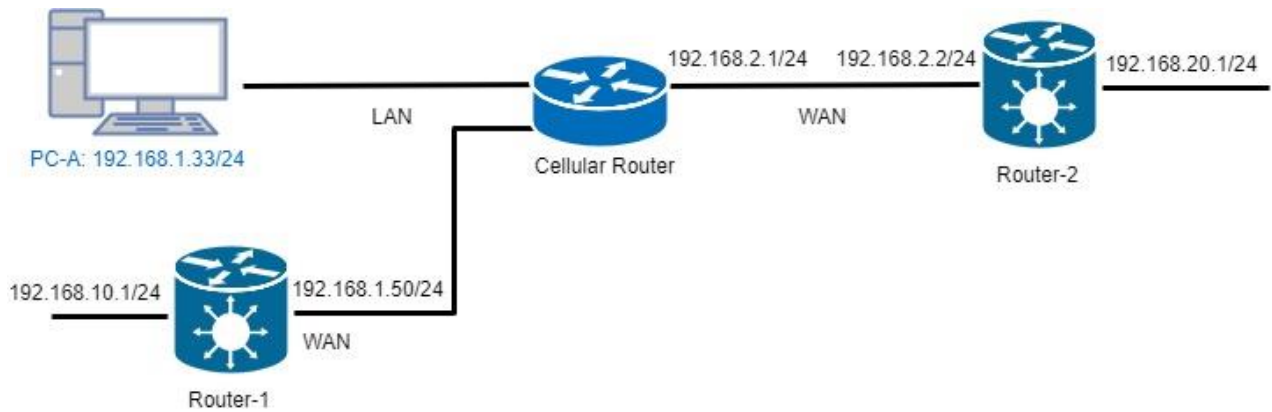 192.168.2.1/24
192.168.2.2/24
192.168.20.1/24
LAN
WAN
PC-A: 192.168.1.33/24
Cellular Router
Router-2
192.168.10.1/24
192.168.1.50/24
WAN
Router-1